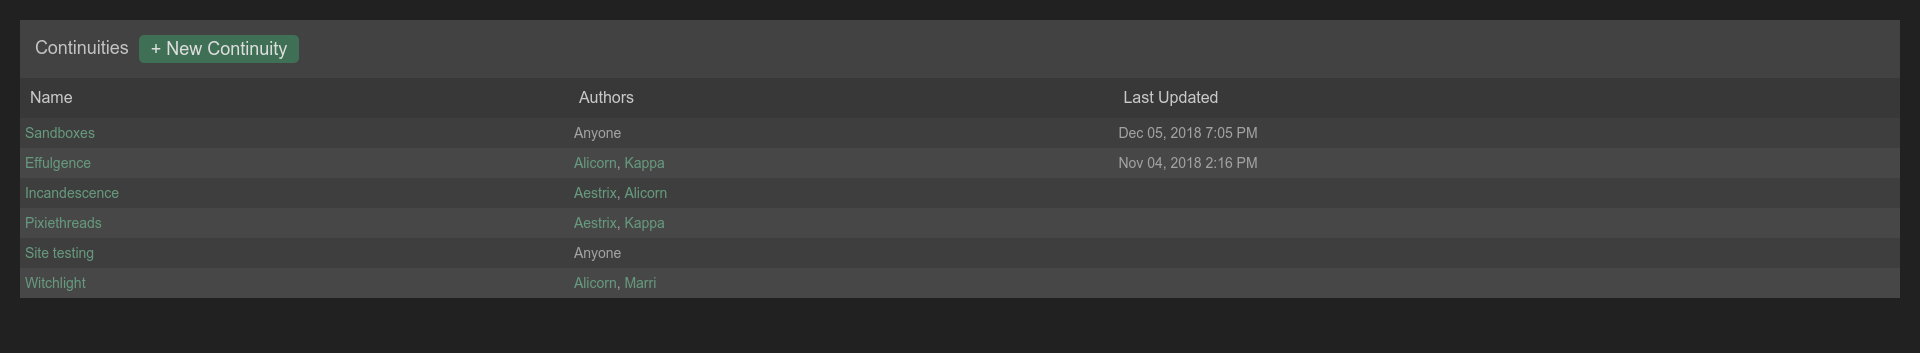 Continuities + New Continuity
Name Authors Last Updated
Sandboxes Anyone Dec 05, 2018 7:05 PM
Effulgence Alicorn, Kappa Nov 04, 2018 2:16 PM
Incandescence Aestrix, Alicorn
Pixiethreads Aestrix, Kappa
Site testing Anyone
Witchlight Alicorn, Marri